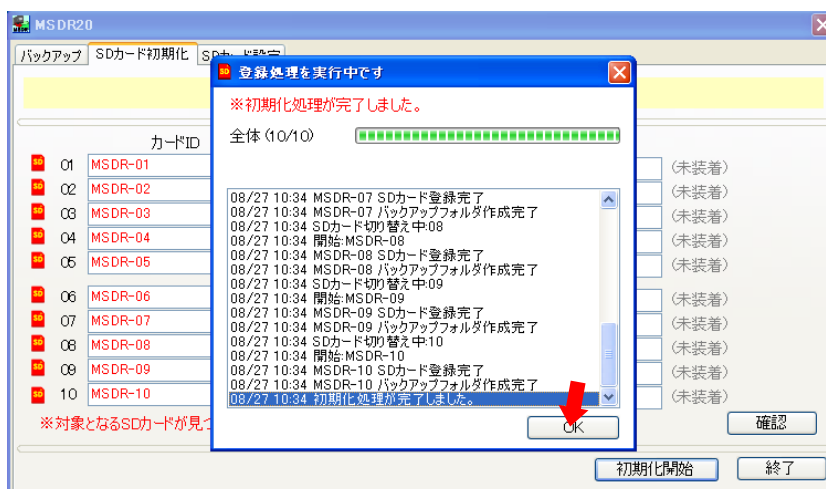 MSDR20
バックアップ SDカード初期化 SDカード設定
登録処理を実行中です
※初期化処理が完了しました。
全体 (10/10)
カードID
01 MSDR-01 (未装着)
02 MSDR-02 (未装着)
03 MSDR-03 (未装着)
04 MSDR-04 (未装着)
05 MSDR-05 (未装着)
06 MSDR-06 (未装着)
07 MSDR-07 (未装着)
08 MSDR-08 (未装着)
09 MSDR-09 (未装着)
10 MSDR-10 (未装着)
08/27 10:34 MSDR-07 SDカード登録完了
08/27 10:34 MSDR-07 バックアップフォルダ作成完了
08/27 10:34 SDカード切り替え中:08
08/27 10:34 開始:MSDR-08
08/27 10:34 MSDR-08 SDカード登録完了
08/27 10:34 MSDR-08 バックアップフォルダ作成完了
08/27 10:34 SDカード切り替え中:09
08/27 10:34 開始:MSDR-09
08/27 10:34 MSDR-09 SDカード登録完了
08/27 10:34 MSDR-09 バックアップフォルダ作成完了
08/27 10:34 SDカード切り替え中:10
08/27 10:34 開始:MSDR-10
08/27 10:34 MSDR-10 SDカード登録完了
08/27 10:34 MSDR-10 バックアップフォルダ作成完了
08/27 10:34 初期化処理が完了しました。
OK
※対象となるSDカードが見
確認
初期化開始 終了